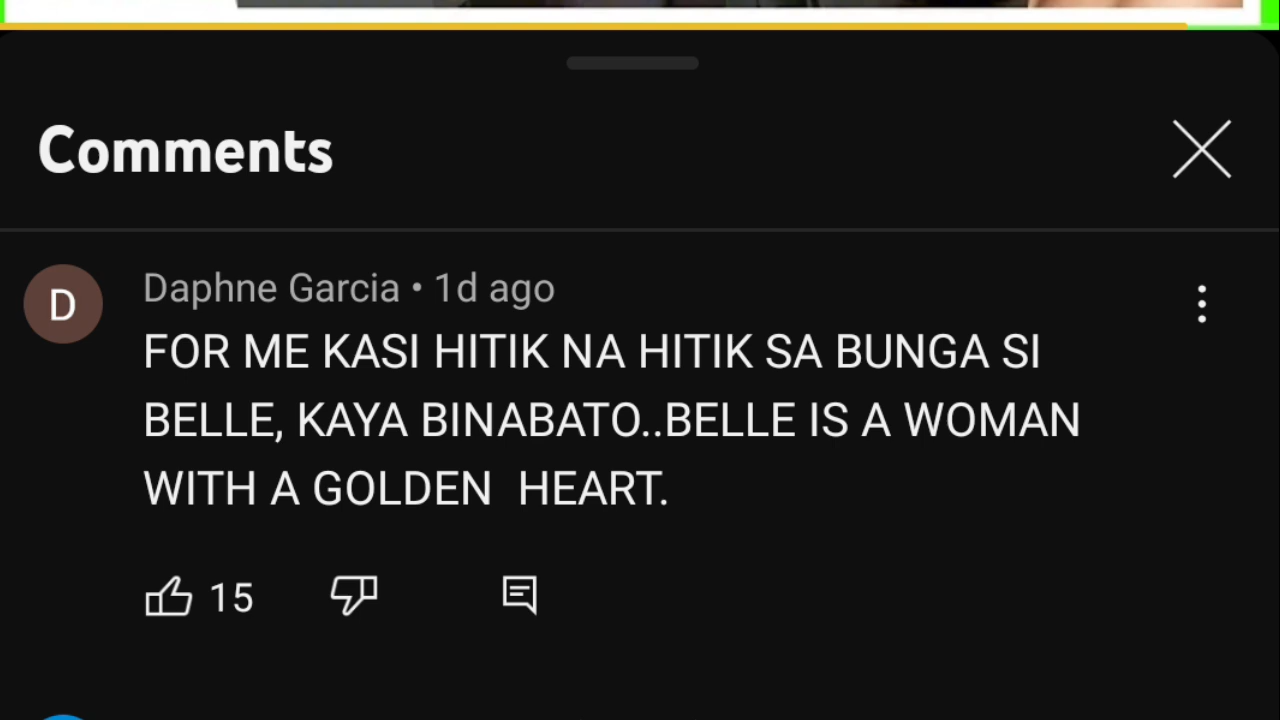 Comments
D
Daphne Garcia • 1d ago
FOR ME KASI HITIK NA HITIK SA BUNGA SI
BELLE, KAYA BINABATO..BELLE IS A WOMAN
WITH A GOLDEN  HEART.
15